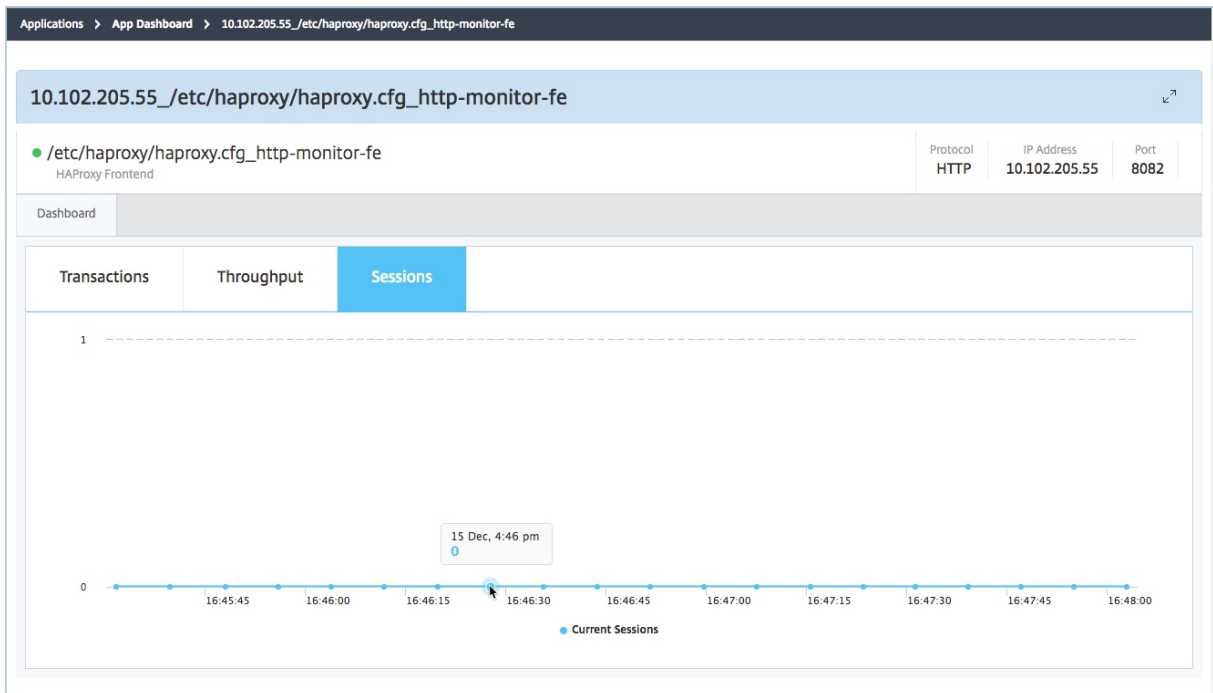 Applications > App Dashboard > 10.102.205.55_/etc/haproxy/haproxy.cfg_http-monitor-fe
10.102.205.55_/etc/haproxy/haproxy.cfg_http-monitor-fe
/etc/haproxy/haproxy.cfg_http-monitor-fe
HAProxy Frontend
Protocol IP Address Port
HTTP 10.102.205.55 8082
Dashboard
Transactions Throughput Sessions
1
15 Dec, 4:46 pm
0
0
16:45:45 16:46:00 16:46:15 16:46:30 16:46:45 16:47:00 16:47:15 16:47:30 16:47:45 16:48:00
Current Sessions